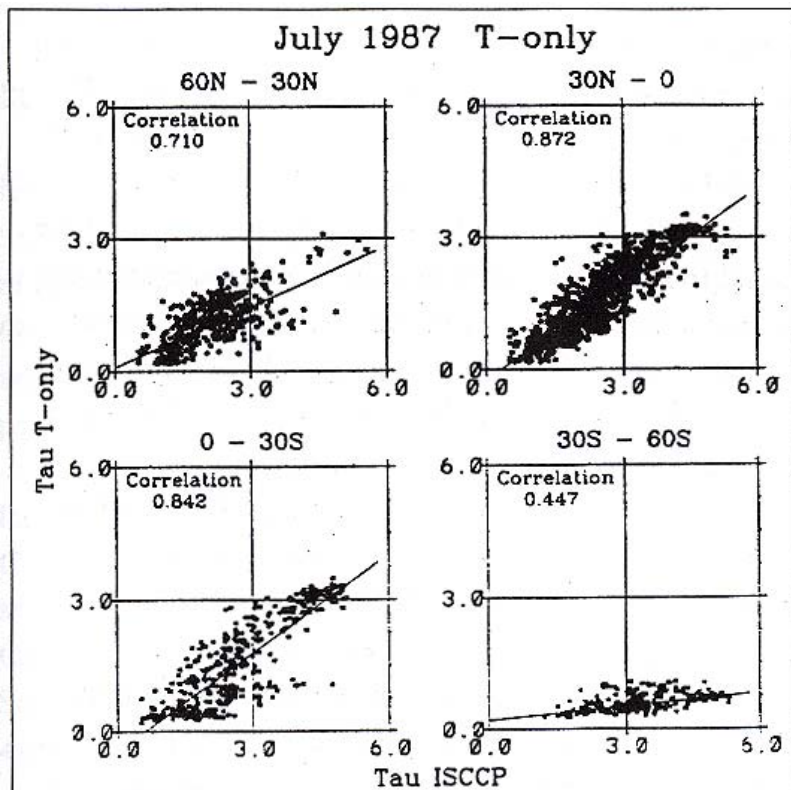 July 1987 T-only
60N - 30N
30N - 0
6.0
Correlation
0.710
3.0
0.0
0.0 3.0 6.0
6.0
Correlation
0.872
3.0
0.0
0.0 3.0 6.0
Tau T-only
0 - 30S
30S - 60S
6.0
Correlation
0.842
3.0
0.0
0.0 3.0 6.0
6.0
Correlation
0.447
3.0
0.0
0.0 3.0 6.0
Tau ISCCP